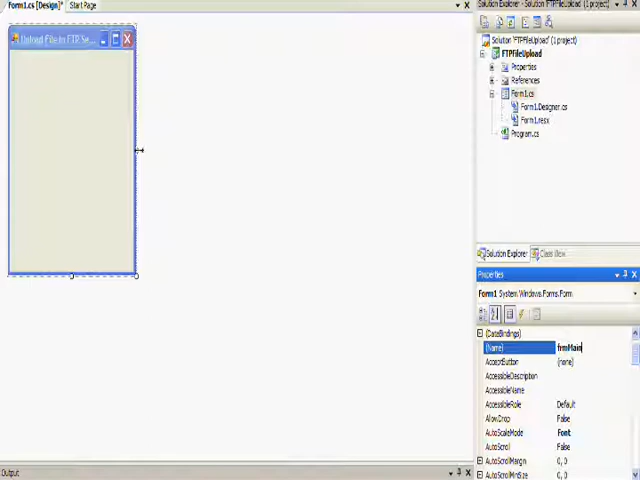 Form1.cs [Design]* Start Page
Upload File to FTP Se...
Solution Explorer - Solution 'FTPFileUpload' (1 project)
Solution 'FTPFileUpload' (1 project)
FTPFileUpload
Properties
References
Form1.cs
Form1.Designer.cs
Form1.resx
Program.cs
Solution Explorer Class View
Properties
Form1 System.Windows.Forms.Form
(DataBindings)
(Name) frmMain
AcceptButton (none)
AccessibleDescription
AccessibleName
AccessibleRole Default
AllowDrop False
AutoScaleMode Font
AutoScroll False
AutoScrollMargin 0, 0
AutoScrollMinSize 0, 0
Output